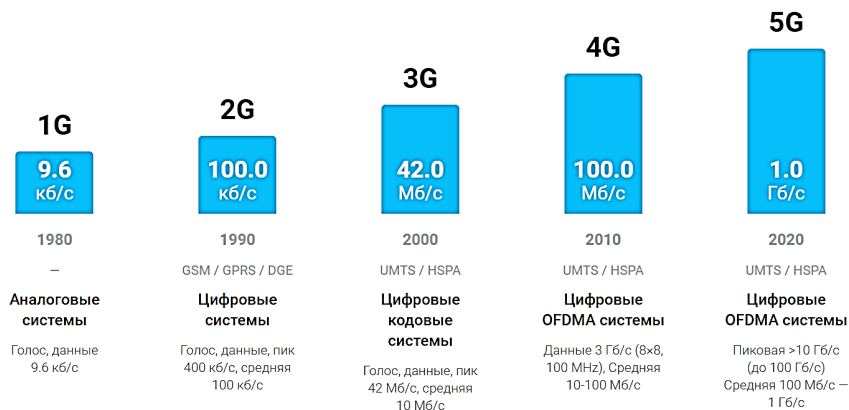 1G
9.6
кб/с
1980
—
Аналоговые
системы
Голос, данные
9.6 кб/с
2G
100.0
кб/с
1990
GSM / GPRS / DGE
Цифровые
системы
Голос, данные, пик
400 кб/с, средняя
100 кб/с
3G
42.0
Мб/с
2000
UMTS / HSPA
Цифровые
кодовые
системы
Голос, данные, пик
42 Мб/с, средняя
10 Мб/с
4G
100.0
Мб/с
2010
UMTS / HSPA
Цифровые
OFDMA системы
Данные 3 Гб/с (8×8,
100 MHz), Средняя
10-100 Мб/с
5G
1.0
Гб/с
2020
UMTS / HSPA
Цифровые
OFDMA системы
Пиковая >10 Гб/с
(до 100 Гб/с)
Средняя 100 Мб/с —
1 Гб/с